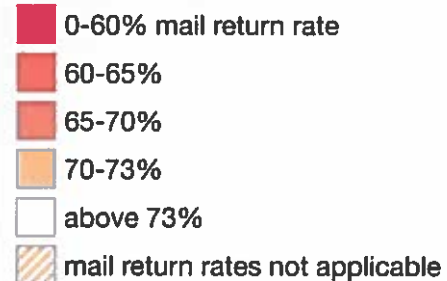 0-60% mail return rate
60-65%
65-70%
70-73%
above 73%
mail return rates not applicable